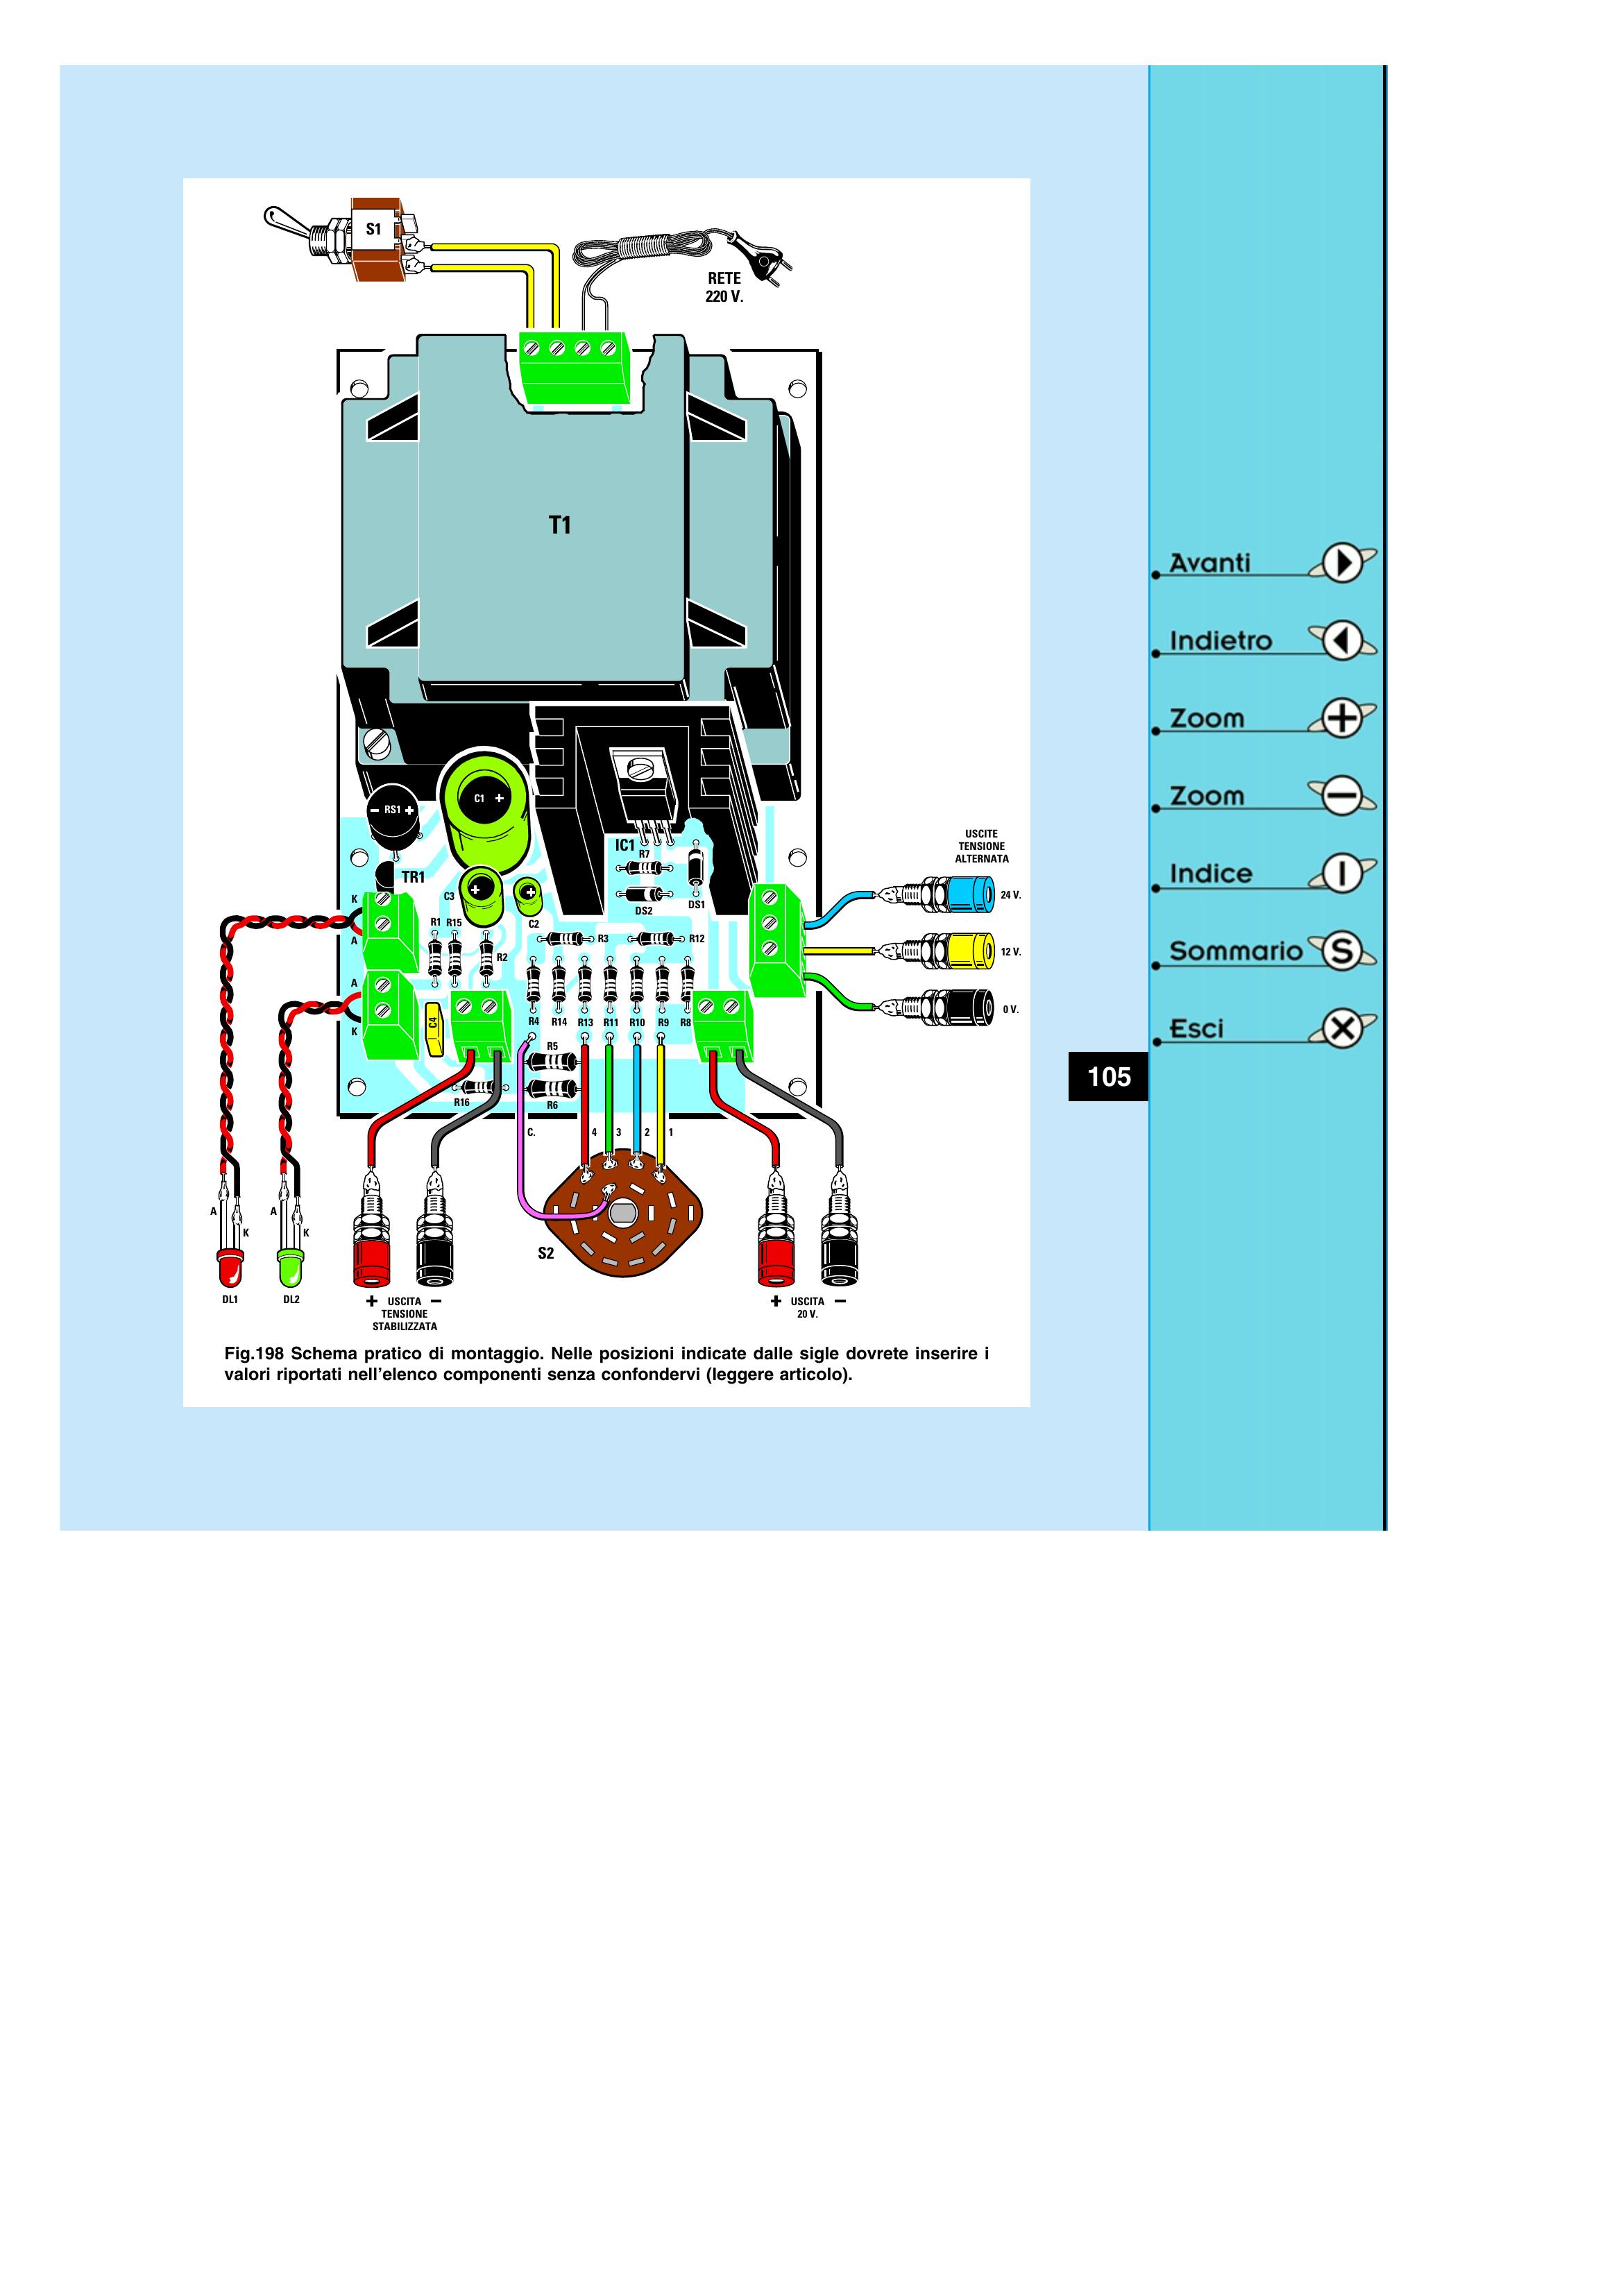 S1
RETE
220 V.
T1
- RS1 +
C1 +
IC1
R7
TR1
K
C3
+
+
DS2
DS1
C2
A
R1 R15
R2
R3
R12
USCITE
TENSIONE
ALTERNATA
24 V.
12 V.
0 V.
A
K
C4
R4 R14 R13 R11 R10 R9 R8
R5
R16
R6
C. 4 3 2 1
A
K
A
K
S2
DL1
DL2
+ USCITA -
TENSIONE
STABILIZZATA
+ USCITA -
20 V.
Fig.198 Schema pratico di montaggio. Nelle posizioni indicate dalle sigle dovrete inserire i
valori riportati nell'elenco componenti senza confondervi (leggere articolo).
Avanti
Indietro
Zoom +
Zoom -
Indice I
Sommario S
Esci X
105